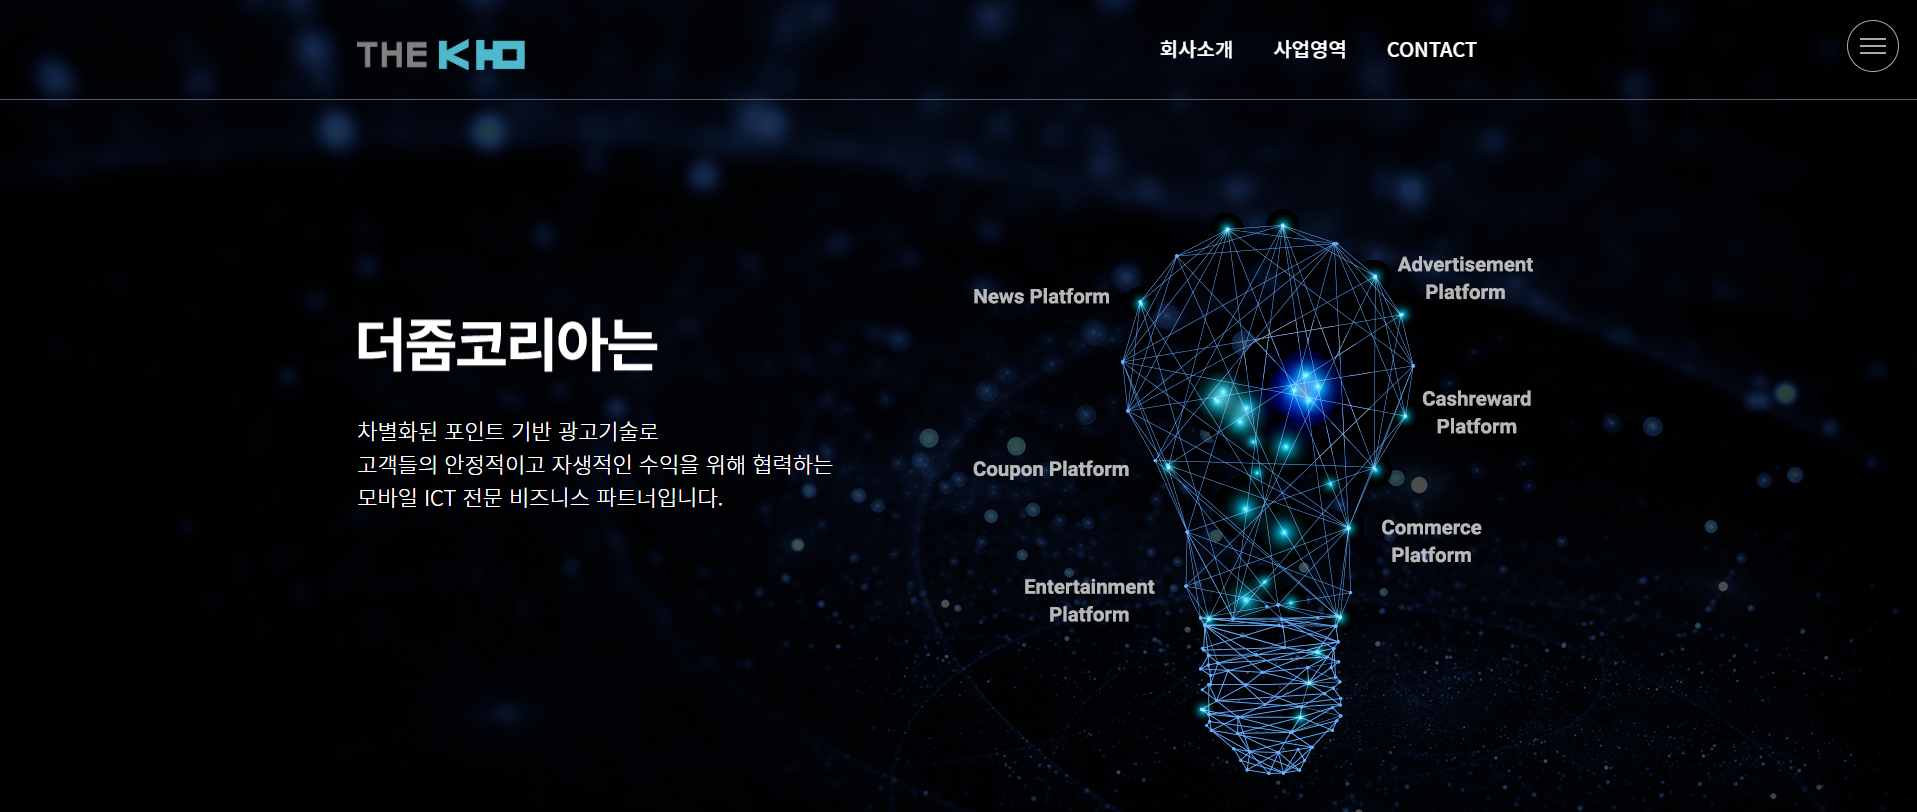 THE KHO
회사소개
사업영역
CONTACT
더줌코리아는
차별화된 포인트 기반 광고기술로
고객들의 안정적이고 자생적인 수익을 위해 협력하는
모바일 ICT 전문 비즈니스 파트너입니다.
News Platform
Advertisement
Platform
Cashreward
Platform
Coupon Platform
Commerce
Platform
Entertainment
Platform